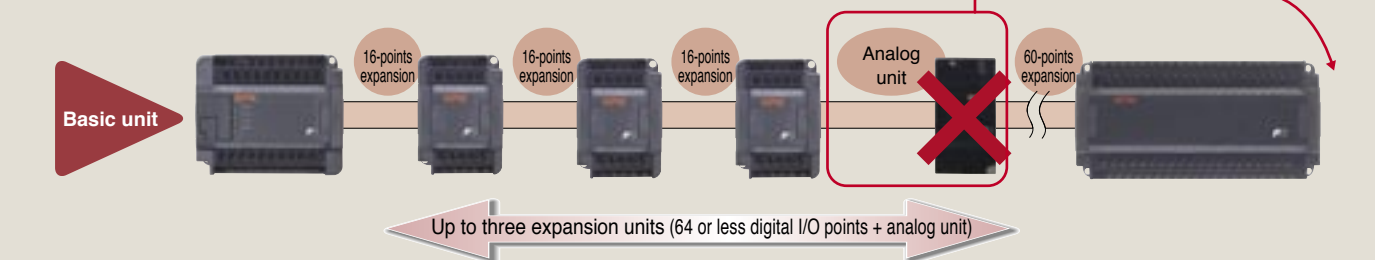 16-points
expansion
16-points
expansion
16-points
expansion
Analog
unit
60-points
expansion
Basic unit
Up to three expansion units (64 or less digital I/O points + analog unit)